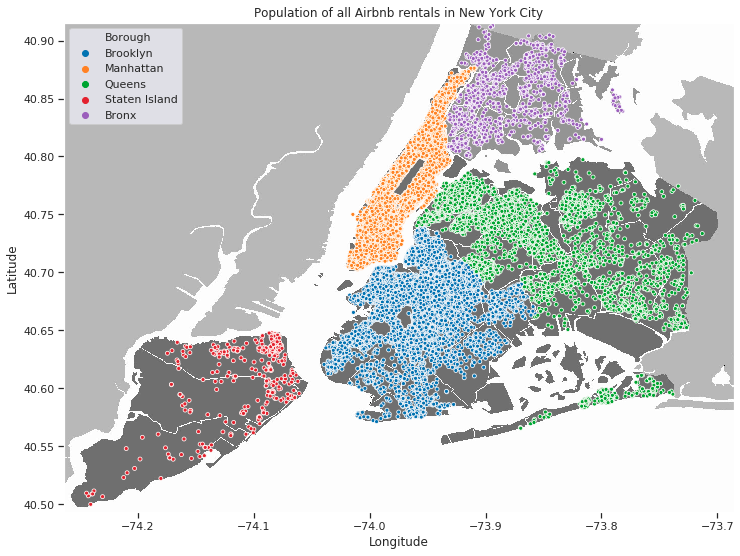 Population of all Airbnb rentals in New York City
Borough
Brooklyn
Manhattan
Queens
Staten Island
Bronx
40.90
40.85
40.80
40.75
40.70
40.65
40.60
40.55
40.50
Latitude
−74.2 −74.1 −74.0 −73.9 −73.8 −73.7
Longitude